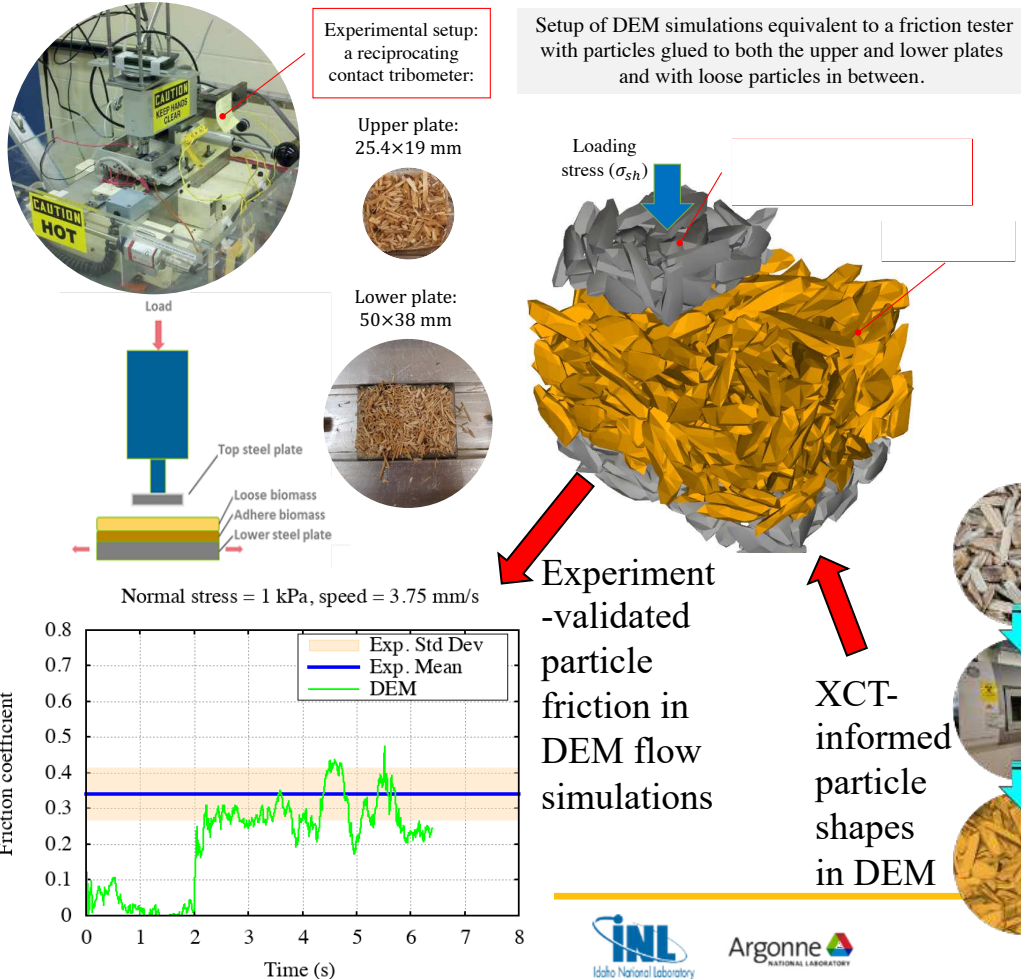 Experimental setup:
a reciprocating
contact tribometer:
Setup of DEM simulations equivalent to a friction tester
with particles glued to both the upper and lower plates
and with loose particles in between.
CAUTION
KEEP HANDS
CLEAR
CAUTION
HOT
Upper plate:
25.4×19 mm
Loading
stress (σsh)
Lower plate:
50×38 mm
Load
Top steel plate
Loose biomass
Adhere biomass
Lower steel plate
Normal stress = 1 kPa, speed = 3.75 mm/s
Exp. Std Dev
Exp. Mean
DEM
Friction coefficient
0.8
0.7
0.6
0.5
0.4
0.3
0.2
0.1
0
0 1 2 3 4 5 6 7 8
Time (s)
Experiment
-validated
particle
friction in
DEM flow
simulations
XCT-
informed
particle
shapes
in DEM
INL
Idaho National Laboratory
Argonne
NATIONAL LABORATORY